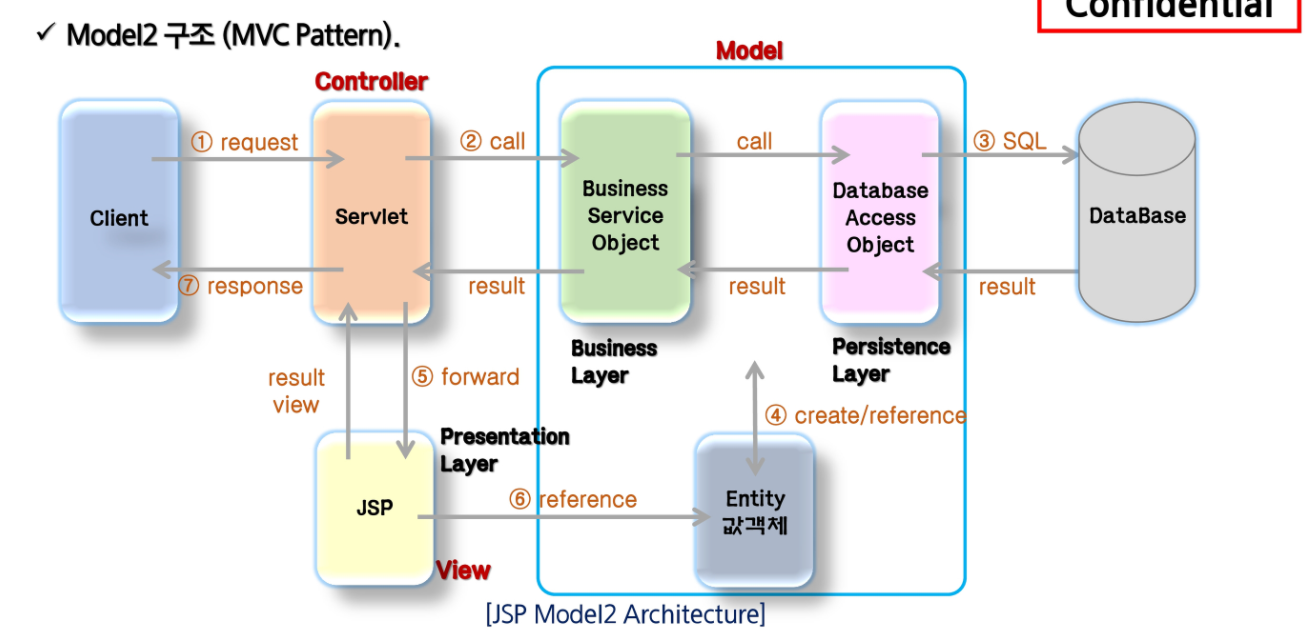 Confidential
✓ Model2 구조 (MVC Pattern).
Model
Controller
① request
② call
call
③ SQL
Client
Servlet
Business
Service
Object
Database
Access
Object
DataBase
⑦ response
result
result
result
Business
Layer
Persistence
Layer
result
view
⑤ forward
④ create/reference
Presentation
Layer
JSP
⑥ reference
Entity
값객체
View
[JSP Model2 Architecture]